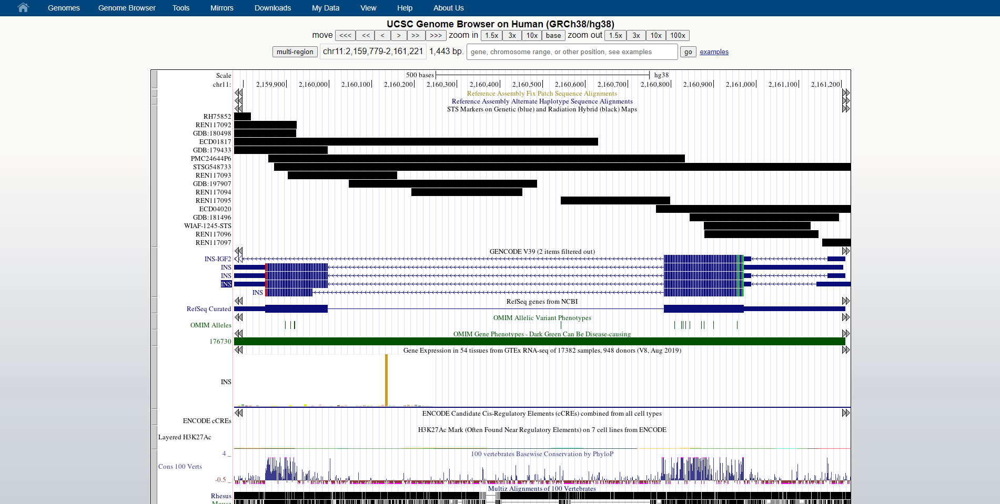 Genomes Genome Browser Tools Mirrors Downloads My Data View Help About Us
UCSC Genome Browser on Human (GRCh38/hg38)
move <<< << < > >> >>> zoom in 1.5x 3x 10x base zoom out 1.5x 3x 10x 100x
multi-region chr11:2,159,779-2,161,221 1,443 bp. gene, chromosome range, or other position, see examples go examples
Scale 500 bases hg38
chr11: 2,159,900 2,160,000 2,160,100 2,160,200 2,160,300 2,160,400 2,160,500 2,160,600 2,160,700 2,160,800 2,160,900 2,161,000 2,161,100 2,161,200
Reference Assembly Fix Patch Sequence Alignments
Reference Assembly Alternate Haplotype Sequence Alignments
STS Markers on Genetic (blue) and Radiation Hybrid (black) Maps
RH75852
REN117092
GDB:180498
ECD01817
GDB:179433
PMC24644P6
STSG548733
REN117093
GDB:197907
REN117094
REN117095
ECD04020
GDB:181496
WIAF-1245-STS
REN117096
REN117097
GENCODE V39 (2 items filtered out)
INS-IGF2
INS
INS
INS
INS
RefSeq genes from NCBI
RefSeq Curated
OMIM Allelic Variant Phenotypes
OMIM Alleles
OMIM Gene Phenotypes - Dark Green Can Be Disease-causing
176730
Gene Expression in 54 tissues from GTEx RNA-seq of 17382 samples, 948 donors (V8, Aug 2019)
INS
ENCODE Candidate Cis-Regulatory Elements (cCREs) combined from all cell types
ENCODE cCREs
H3K27Ac Mark (Often Found Near Regulatory Elements) on 7 cell lines from ENCODE
Layered H3K27Ac
4 _ 100 vertebrates Basewise Conservation by PhyloP
Cons 100 Verts
-0.5 _
Multiz Alignments of 100 Vertebrates
Rhesus
Mouse